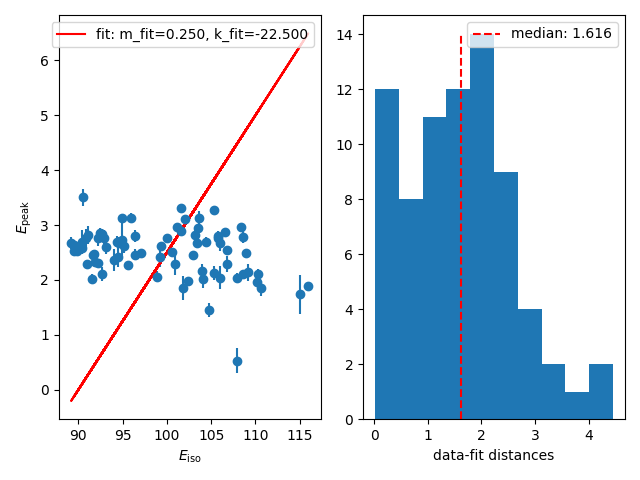 fit: m_fit=0.250, k_fit=-22.500
E_peak
6
5
4
3
2
1
0
90 95 100 105 110 115
E_iso
median: 1.616
14
12
10
8
6
4
2
0
0 1 2 3 4
data-fit distances